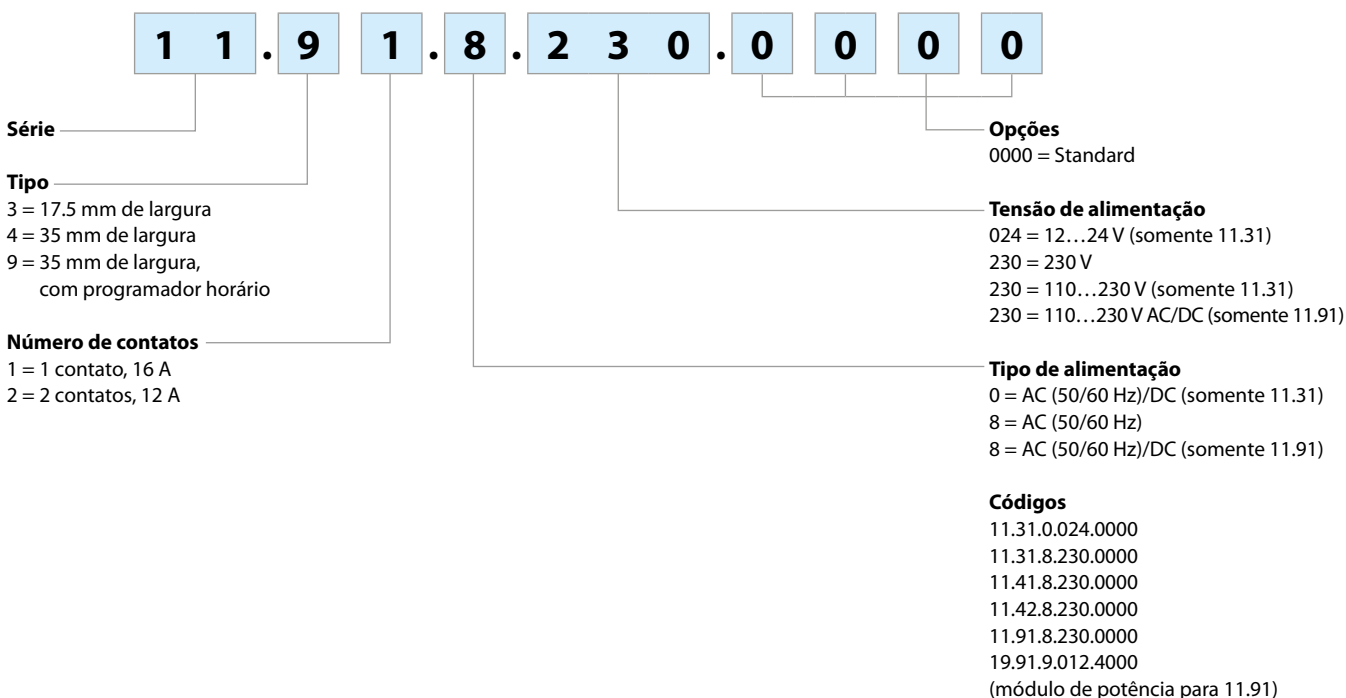 1 1 . 9 1 . 8 . 2 3 0 . 0 0 0 0
Série
Tipo
3 = 17.5 mm de largura
4 = 35 mm de largura
9 = 35 mm de largura,
com programador horário
Número de contatos
1 = 1 contato, 16 A
2 = 2 contatos, 12 A
Opções
0000 = Standard
Tensão de alimentação
024 = 12…24 V (somente 11.31)
230 = 230 V
230 = 110…230 V (somente 11.31)
230 = 110…230 V AC/DC (somente 11.91)
Tipo de alimentação
0 = AC (50/60 Hz)/DC (somente 11.31)
8 = AC (50/60 Hz)
8 = AC (50/60 Hz)/DC (somente 11.91)
Códigos
11.31.0.024.0000
11.31.8.230.0000
11.41.8.230.0000
11.42.8.230.0000
11.91.8.230.0000
19.91.9.012.4000
(módulo de potência para 11.91)